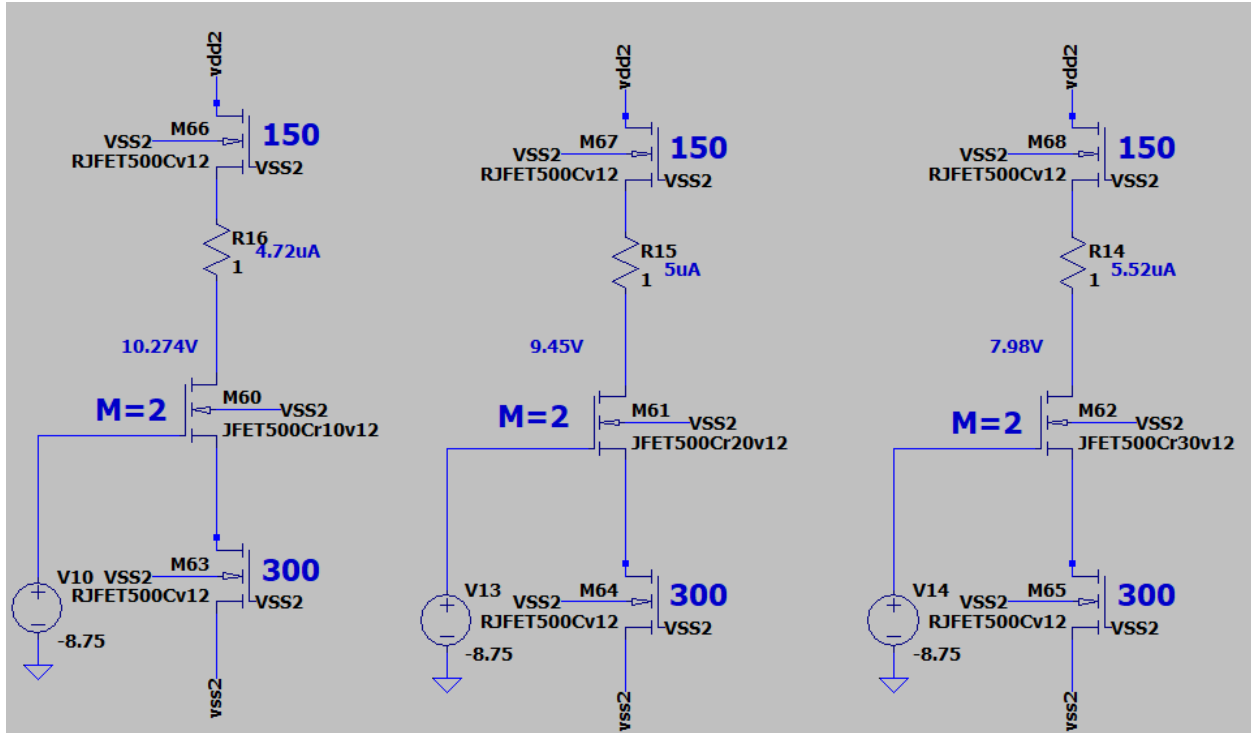 vdd2
M66
VSS2
150
RJFET500Cv12
VSS2
R16
4.72uA
1
10.274V
M60
M=2
VSS2
JFET500Cr10v12
M63
V10
VSS2
300
RJFET500Cv12
VSS2
-8.75
vss2
vdd2
M67
VSS2
150
RJFET500Cv12
VSS2
R15
5uA
1
9.45V
M61
M=2
VSS2
JFET500Cr20v12
M64
V13
VSS2
300
RJFET500Cv12
VSS2
-8.75
vss2
vdd2
M68
VSS2
150
RJFET500Cv12
VSS2
R14
5.52uA
1
7.98V
M62
M=2
VSS2
JFET500Cr30v12
M65
V14
VSS2
300
RJFET500Cv12
VSS2
-8.75
vss2